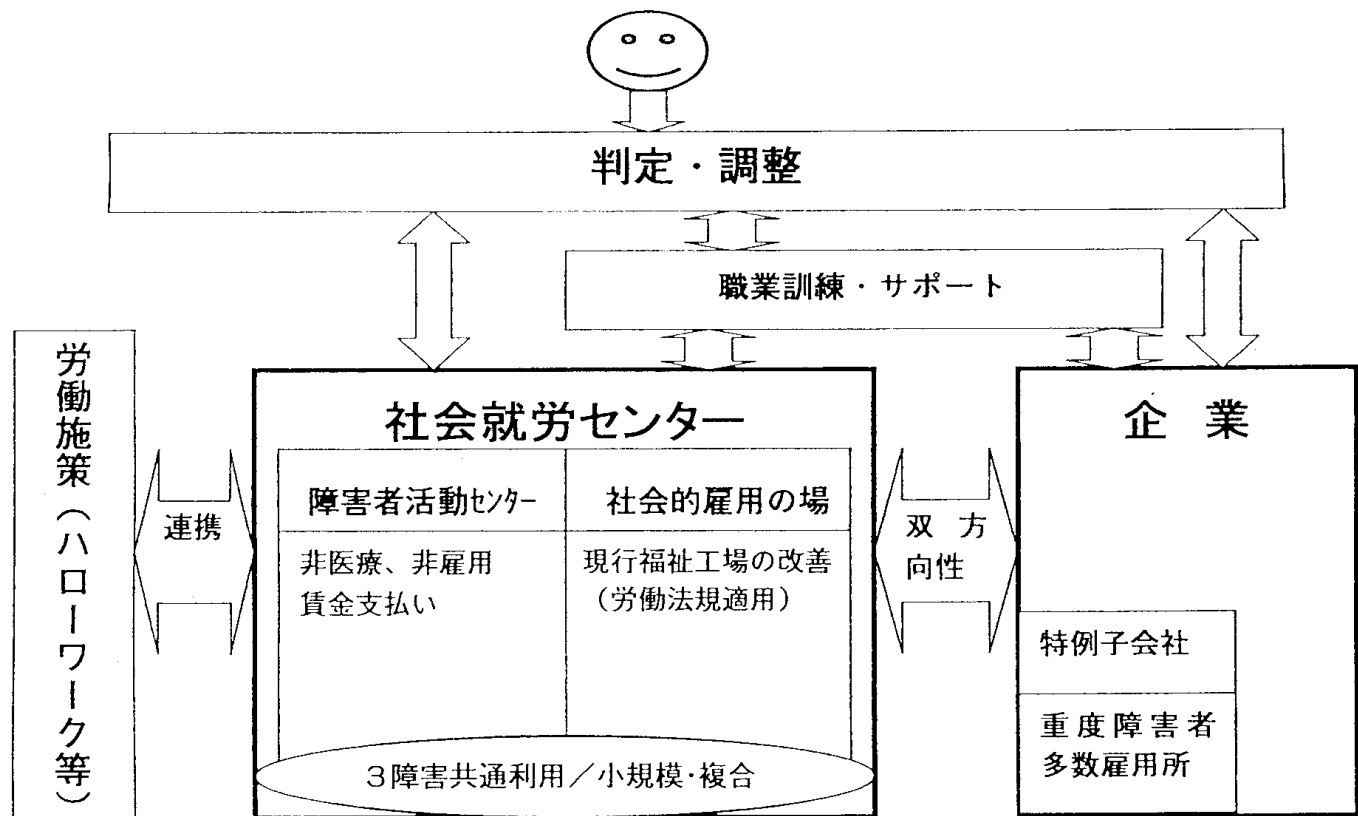 判定・調整
職業訓練・サポート
労働施策（ハローワーク等）
連携
社会就労センター
障害者活動ｾﾝﾀｰ
非医療、非雇用
賃金支払い
社会的雇用の場
現行福祉工場の改善
（労働法規適用）
３障害共通利用／小規模･複合
双方
向性
企業
特例子会社
重度障害者
多数雇用所